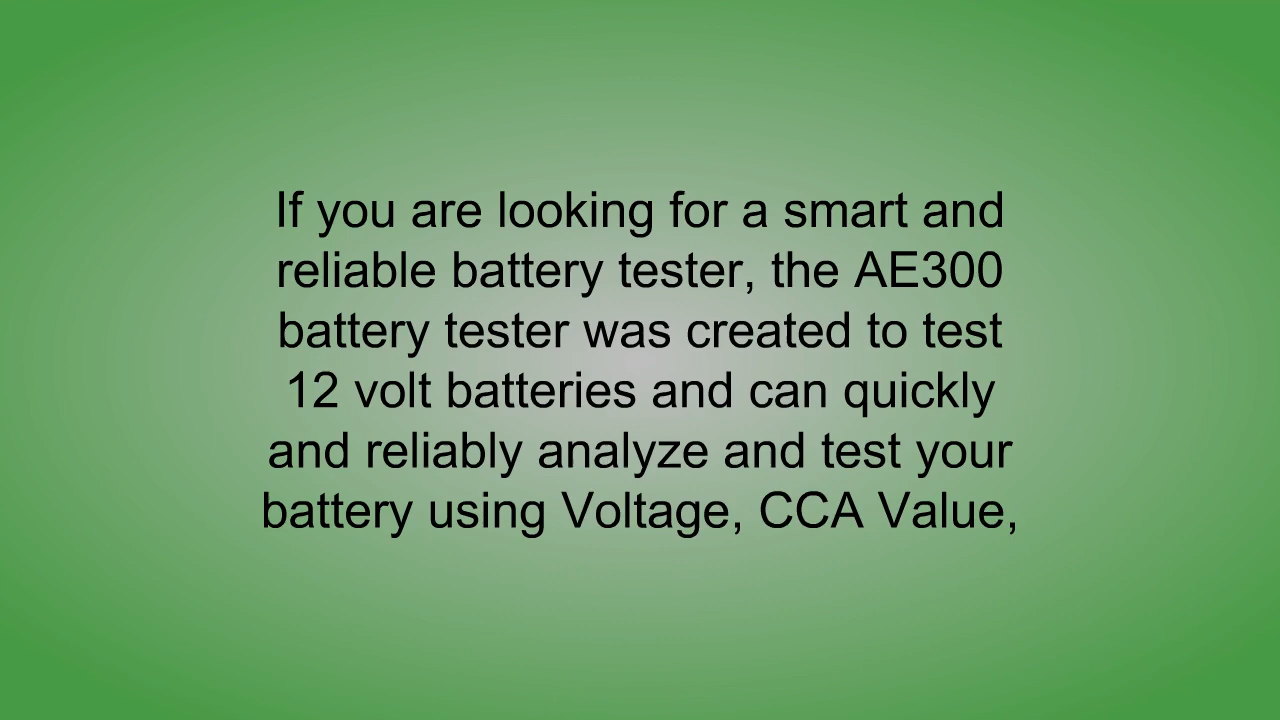 If you are looking for a smart and
reliable battery tester, the AE300
battery tester was created to test
12 volt batteries and can quickly
and reliably analyze and test your
battery using Voltage, CCA Value,